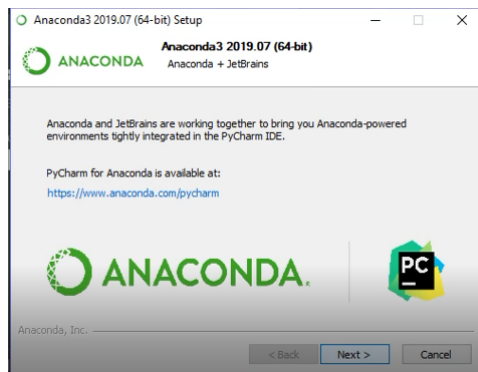 Anaconda3 2019.07 (64-bit) Setup
Anaconda3 2019.07 (64-bit)
Anaconda + JetBrains
ANACONDA
Anaconda and JetBrains are working together to bring you Anaconda-powered
environments tightly integrated in the PyCharm IDE.
PyCharm for Anaconda is available at:
https://www.anaconda.com/pycharm
ANACONDA.
PC
Anaconda, Inc.
< Back
Next >
Cancel